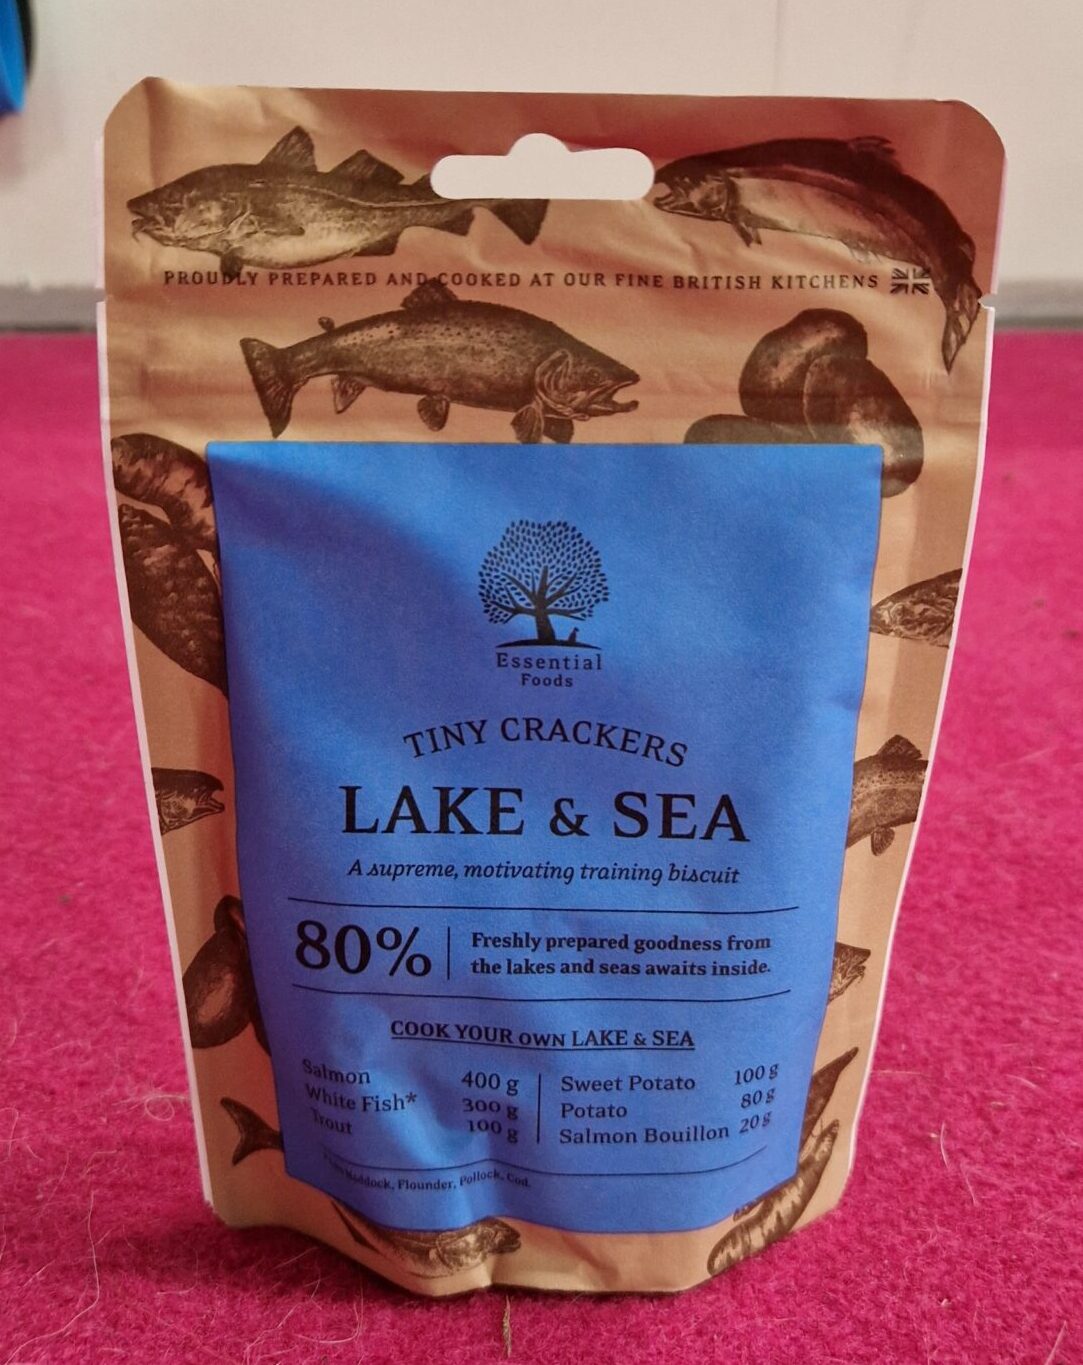 PROUDLY PREPARED AND COOKED AT OUR FINE BRITISH KITCHENS
Essential
Foods
TINY CRACKERS
LAKE & SEA
A supreme, motivating training biscuit
80%
Freshly prepared goodness from
the lakes and seas awaits inside.
COOK YOUR OWN LAKE & SEA
Salmon 400 g
White Fish* 300 g
Trout 100 g
Sweet Potato 100 g
Potato 80 g
Salmon Bouillon 20 g
Haddock, Flounder, Pollock, Cod.